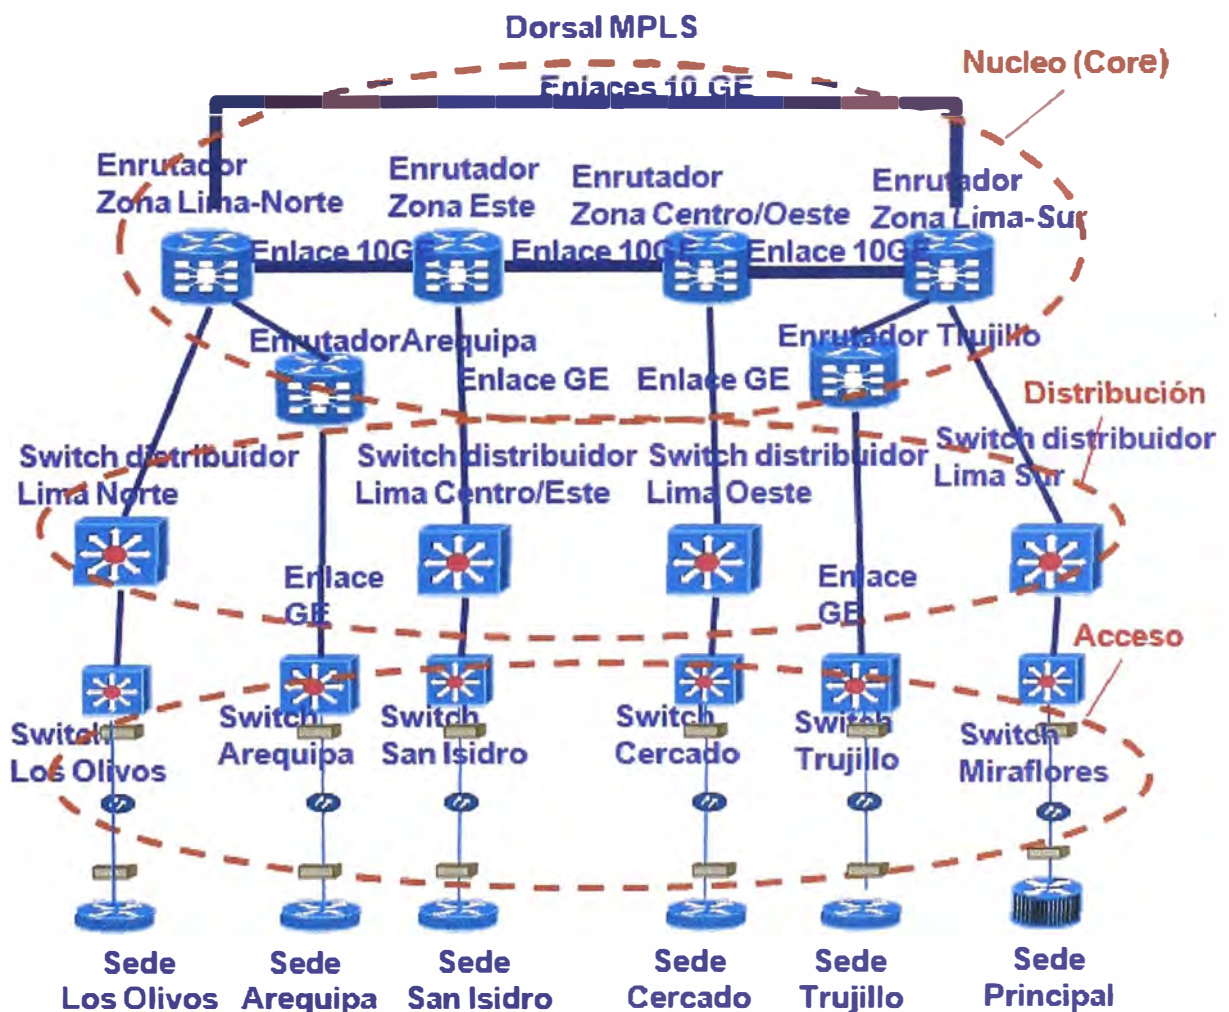 Dorsal MPLS
Nucleo (Core)
Enlaces 10 GE
Enrutador
Zona Lima-Norte
Enrutador
Zona Este
Enrutador
Zona Centro/Oeste
Enrutador
Zona Lima-Sur
Enlace 10GE
Enlace 10GE
Enlace 10GE
Enrutador Arequipa
Enrutador Trujillo
Enlace GE
Enlace GE
Distribución
Switch distribuidor
Lima Norte
Switch distribuidor
Lima Centro/Este
Switch distribuidor
Lima Oeste
Switch distribuidor
Lima Sur
Enlace
GE
Enlace
GE
Acceso
Switch
Los Olivos
Switch
Arequipa
Switch
San Isidro
Switch
Cercado
Switch
Trujillo
Switch
Miraflores
Sede
Los Olivos
Sede
Arequipa
Sede
San Isidro
Sede
Cercado
Sede
Trujillo
Sede
Principal